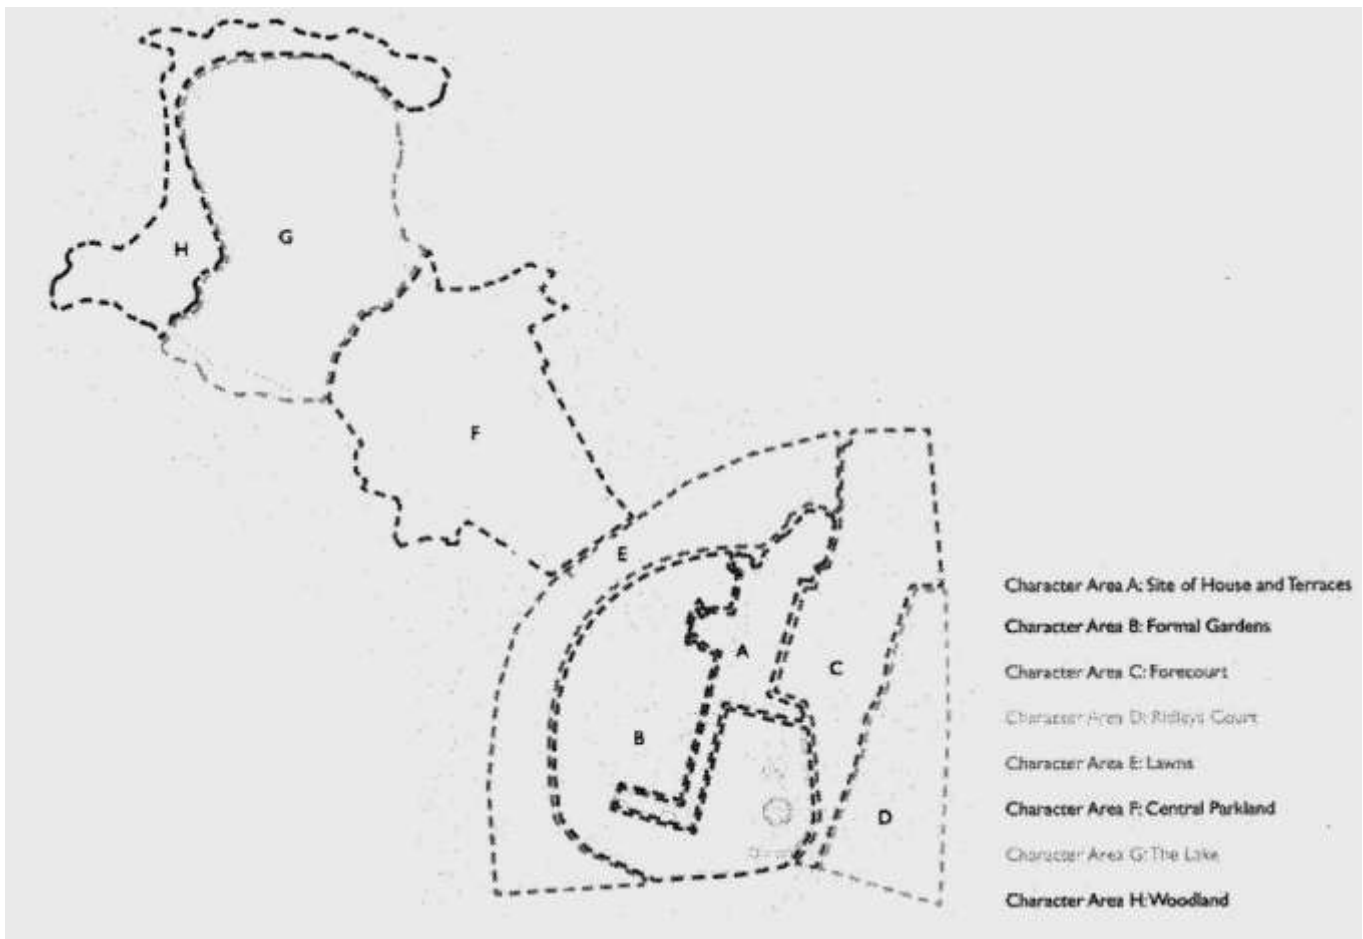 H
G
F
E
A
C
B
D
Character Area A: Site of House and Terraces
Character Area B: Formal Gardens
Character Area C: Forecourt
Character Area D: Ridleys Court
Character Area E: Lawns
Character Area F: Central Parkland
Character Area G: The Lake
Character Area H: Woodland